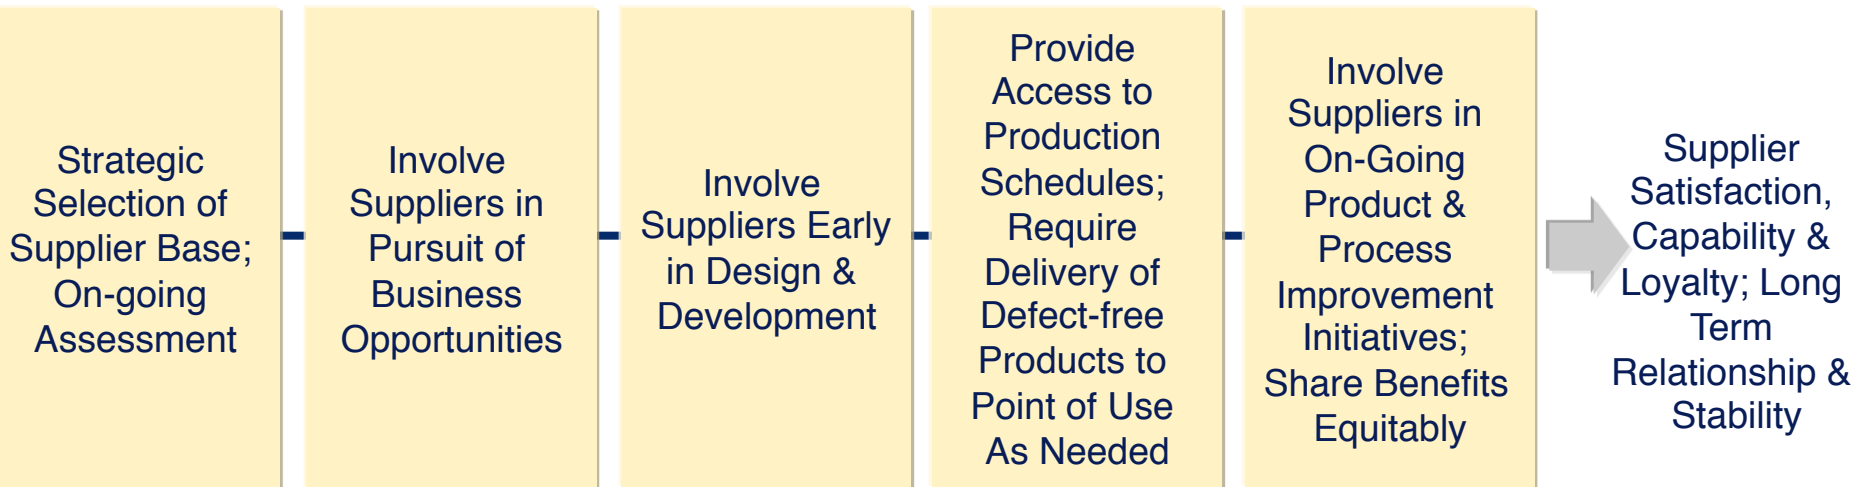 Strategic
Selection of
Supplier Base;
On-going
Assessment
Involve
Suppliers in
Pursuit of
Business
Opportunities
Involve
Suppliers Early
in Design &
Development
Provide
Access to
Production
Schedules;
Require
Delivery of
Defect-free
Products to
Point of Use
As Needed
Involve
Suppliers in
On-Going
Product &
Process
Improvement
Initiatives;
Share Benefits
Equitably
Supplier
Satisfaction,
Capability &
Loyalty; Long
Term
Relationship &
Stability